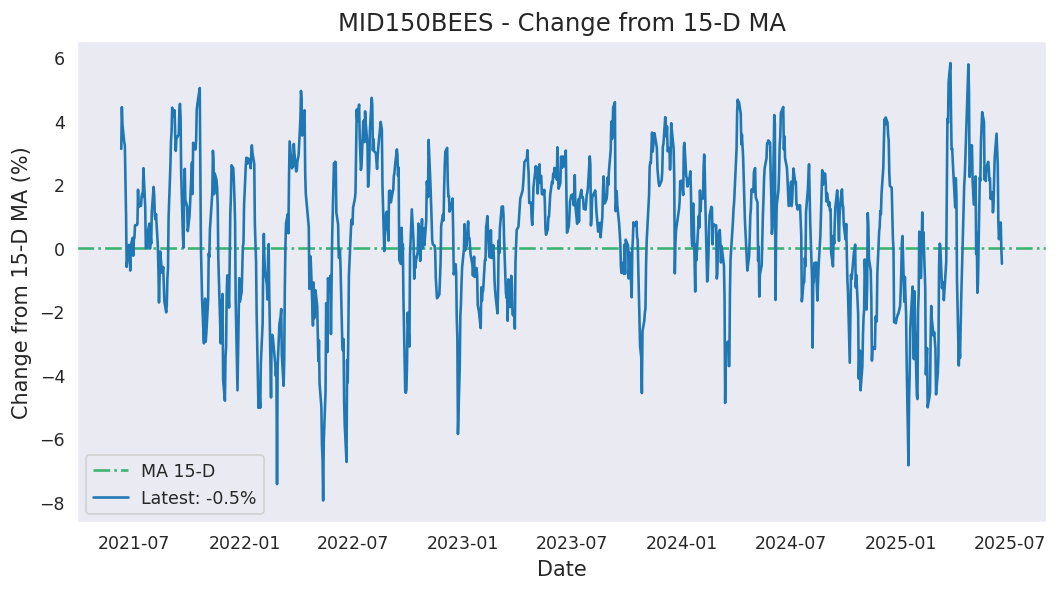 MID150BEES - Change from 15-D MA
Change from 15-D MA (%)
6
4
2
0
−2
−4
−6
−8
MA 15-D
Latest: -0.5%
2021-07 2022-01 2022-07 2023-01 2023-07 2024-01 2024-07 2025-01 2025-07
Date